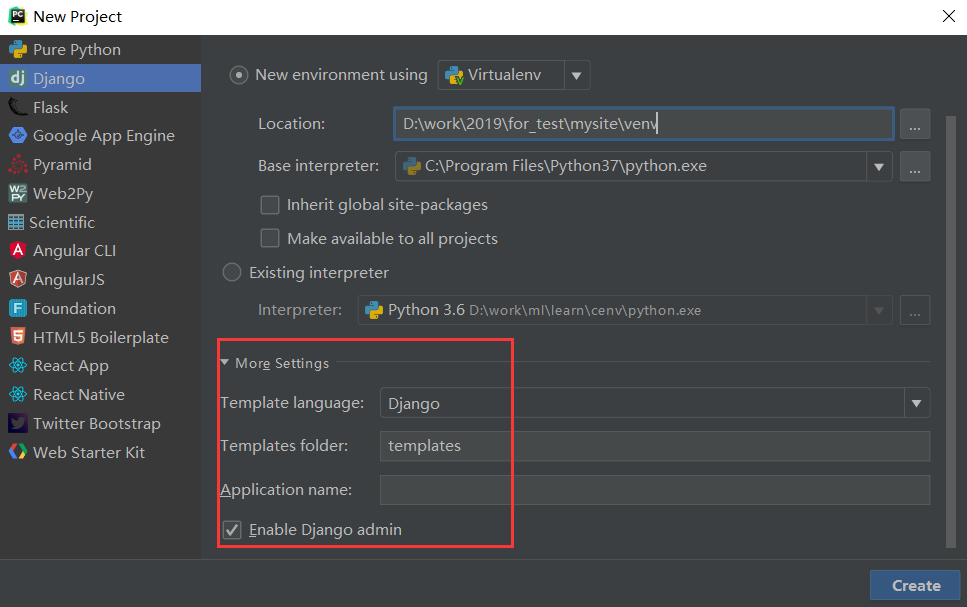 New Project
Pure Python
Django
Flask
Google App Engine
Pyramid
Web2Py
Scientific
Angular CLI
AngularJS
Foundation
HTML5 Boilerplate
React App
React Native
Twitter Bootstrap
Web Starter Kit
New environment using Virtualenv
Location: D:\work\2019\for_test\mysite\venv ...
Base interpreter: C:\Program Files\Python37\python.exe ...
Inherit global site-packages
Make available to all projects
Existing interpreter
Interpreter: Python 3.6 D:\work\ml\learn\cenv\python.exe ...
More Settings
Template language: Django
Templates folder: templates
Application name:
Enable Django admin
Create